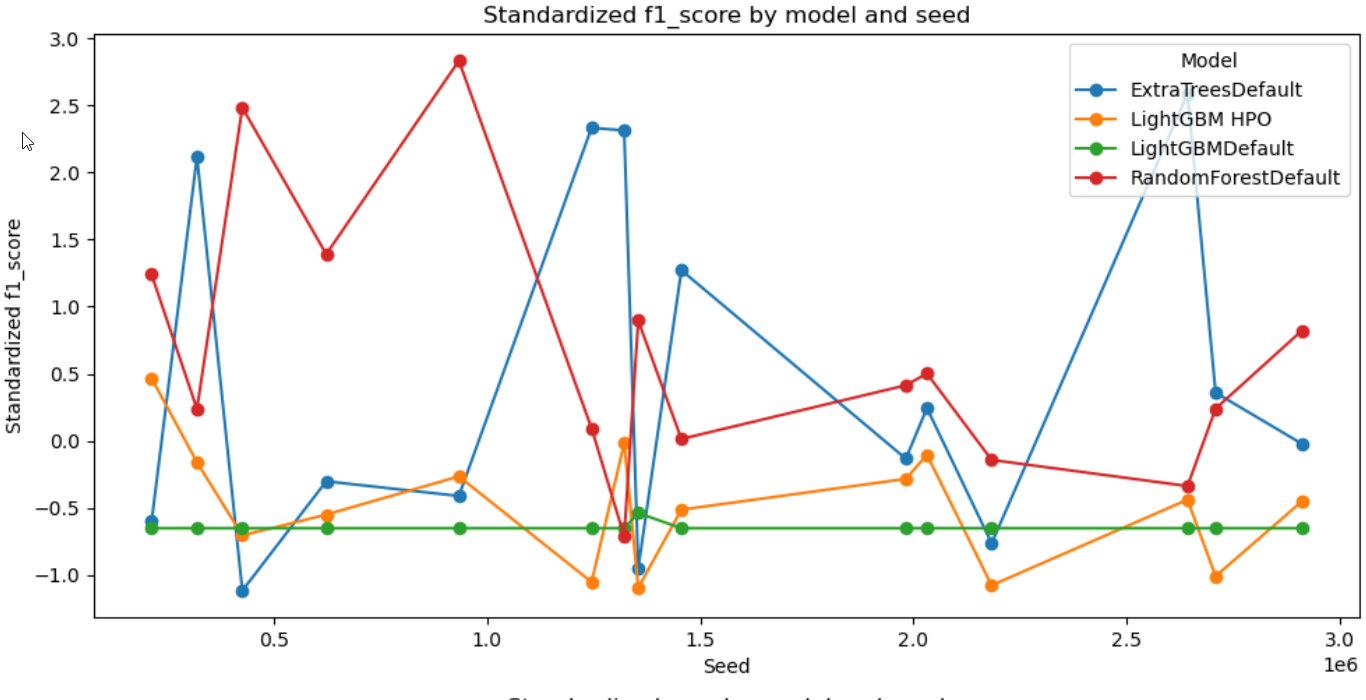 Standardized f1_score by model and seed
Standardized f1_score
3.0
2.5
2.0
1.5
1.0
0.5
0.0
−0.5
−1.0
Model
ExtraTreesDefault
LightGBM HPO
LightGBMDefault
RandomForestDefault
0.5
1.0
1.5
2.0
2.5
3.0
1e6
Seed